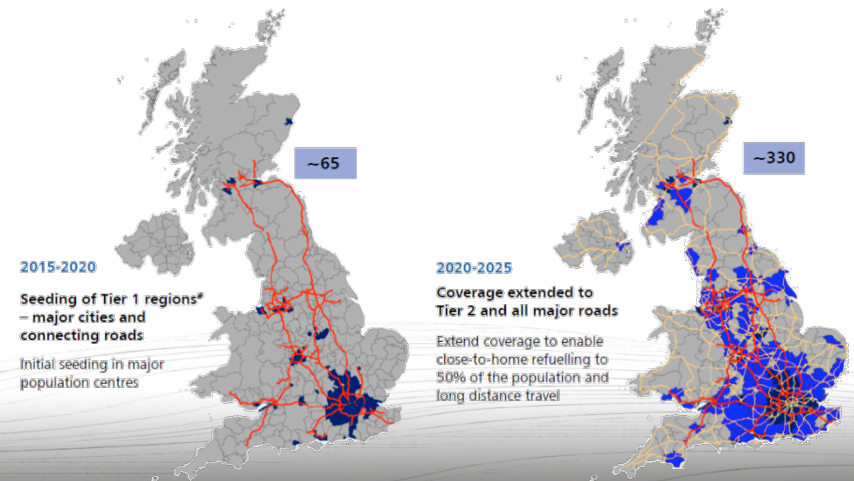 ~65
2015-2020
Seeding of Tier 1 regions#
– major cities and
connecting roads
Initial seeding in major
population centres
~330
2020-2025
Coverage extended to
Tier 2 and all major roads
Extend coverage to enable
close-to-home refuelling to
50% of the population and
long distance travel